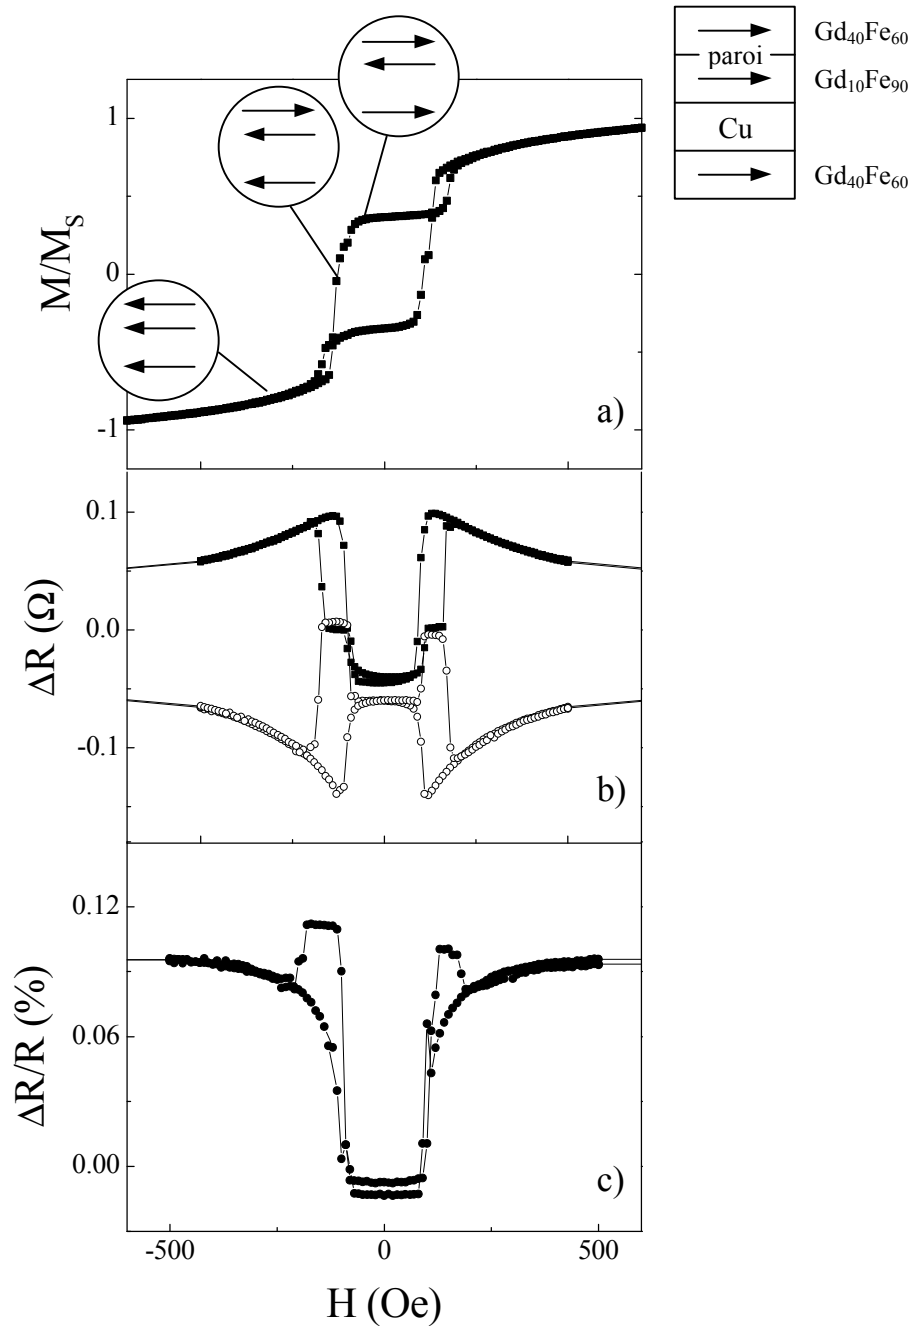 Gd₄₀Fe₆₀
paroi
Gd₁₀Fe₉₀
Cu
Gd₄₀Fe₆₀
1
0
-1
M/M_S
a)
0.1
0.0
-0.1
ΔR (Ω)
b)
0.12
0.06
0.00
ΔR/R (%)
c)
-500 0 500
H (Oe)